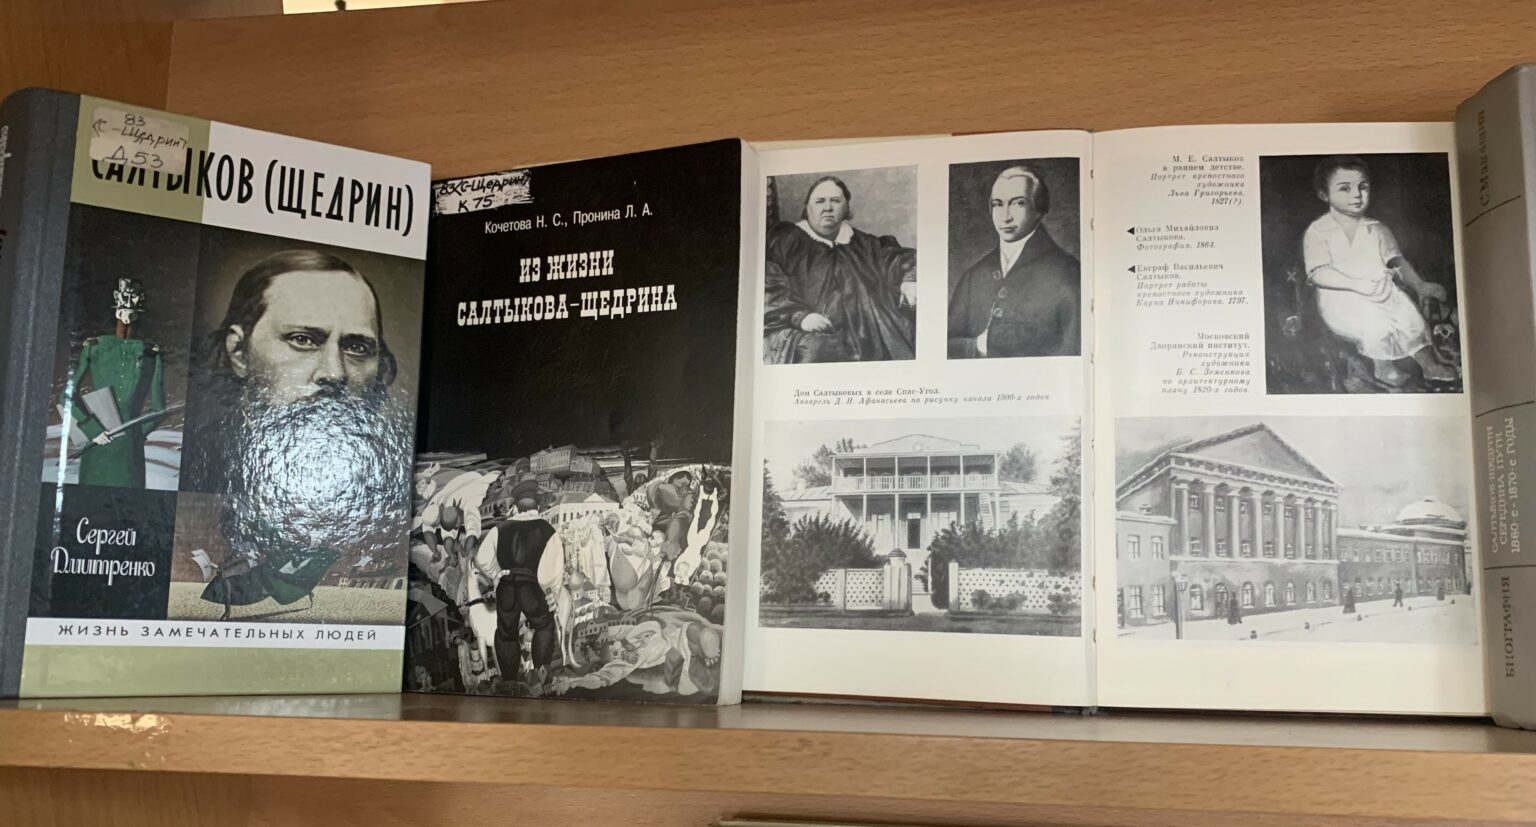 83
(С-Щедрин)
Д 53
САЛТЫКОВ (ЩЕДРИН)
Сергей
Дмитренко
ЖИЗНЬ ЗАМЕЧАТЕЛЬНЫХ ЛЮДЕЙ
83(С-Щедрин)
К 75
Кочетова Н. С., Пронина Л. А.
ИЗ ЖИЗНИ
САЛТЫКОВА-ЩЕДРИНА
Дом Салтыковых в селе Спас-Угол.
Акварель Д. Н. Афанасьева по рисунку начала 1900-х годов.
М. Е. Салтыков
в раннем детстве.
Портрет крепостного
художника
Льва Григорьева.
1827(?).
Ольга Михайловна
Салтыкова.
Фотография. 1864.
Евграф Васильевич
Салтыков.
Портрет работы
крепостного художника
Карпа Никифорова. 1797.
Московский
Дворянский институт.
Реконструкция
художника
Б. С. Земенкова
по архитектурному
плану 1820-х годов.
С. Макашин
САЛТЫКОВ-ЩЕДРИН
СЕРЕДИНА ПУТИ
1860-е-1870-е ГОДЫ
БИОГРАФИЯ